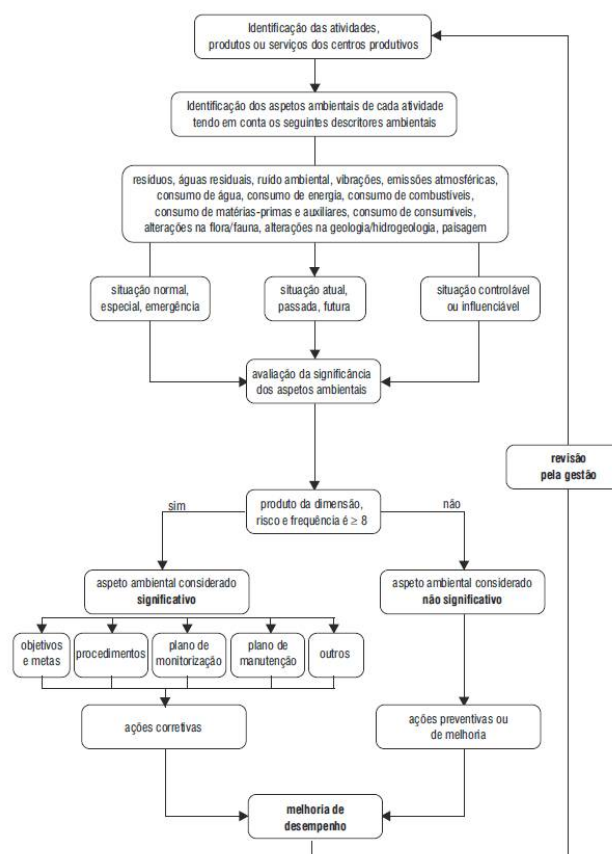 Identificação das atividades,
produtos ou serviços dos centros produtivos
Identificação dos aspetos ambientais de cada atividade
tendo em conta os seguintes descritores ambientais
resíduos, águas residuais, ruído ambiental, vibrações, emissões atmosféricas,
consumo de água, consumo de energia, consumo de combustíveis,
consumo de matérias-primas e auxiliares, consumo de consumíveis,
alterações na flora/fauna, alterações na geologia/hidrogeologia, paisagem
situação normal,
especial, emergência
situação atual,
passada, futura
situação controlável
ou influenciável
avaliação da significância
dos aspetos ambientais
revisão
pela gestão
produto da dimensão,
risco e frequência é ≥ 8
sim
não
aspeto ambiental considerado
significativo
aspeto ambiental considerado
não significativo
objetivos
e metas
procedimentos
plano de
monitorização
plano de
manutenção
outros
ações corretivas
ações preventivas ou
de melhoria
melhoria de
desempenho